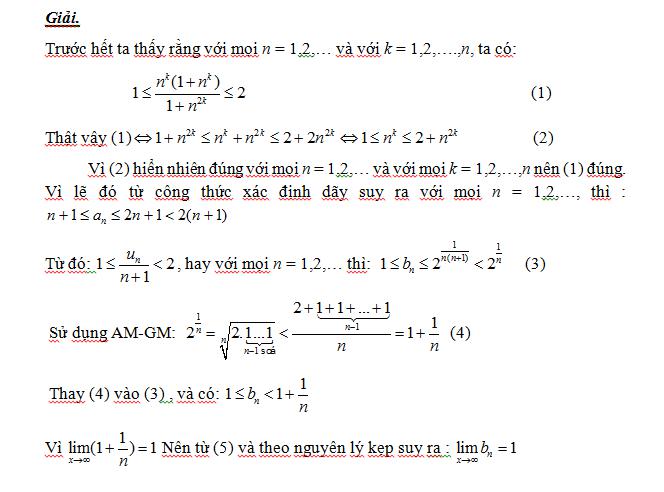 Giải.
Trước hết ta thấy rằng với mọi n = 1,2,… và với k = 1,2,….,n, ta có:
1 ≤ n^k(1+n^k)/(1+n^{2k}) ≤ 2 (1)
Thật vậy (1) ⇔ 1+n^{2k} ≤ n^k + n^{2k} ≤ 2+2n^{2k} ⇔ 1 ≤ n^k ≤ 2+n^{2k} (2)
Vì (2) hiển nhiên đúng với mọi n = 1,2,… và với mọi k = 1,2,…,n nên (1) đúng.
Vì lẽ đó từ công thức xác định dãy suy ra với mọi n = 1,2,…, thì :
n+1 ≤ a_n ≤ 2n+1 < 2(n+1)
Từ đó: 1 ≤ u_n/(n+1) < 2 , hay với mọi n = 1,2,… thì: 1 ≤ b_n ≤ 2^{1/(n(n+1))} < 2^{1/n} (3)
Sử dụng AM-GM: 2^{1/n} = \sqrt[n]{2.\underbrace{1...1}_{n-1 số}} < (2+\underbrace{1+1+...+1}_{n-1})/n = 1+1/n (4)
Thay (4) vào (3) , và có: 1 ≤ b_n < 1+1/n
Vì lim_{x→∞}(1+1/n) = 1 Nên từ (5) và theo nguyên lý kẹp suy ra : lim_{x→∞} b_n = 1